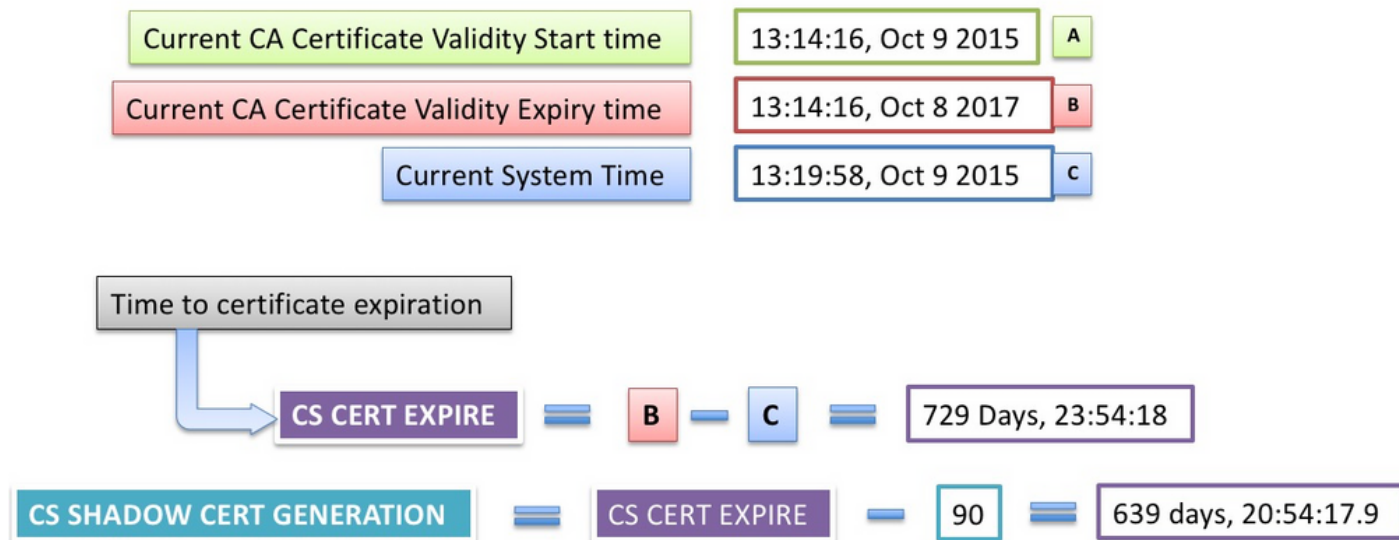 Current CA Certificate Validity Start time 13:14:16, Oct 9 2015 A
Current CA Certificate Validity Expiry time 13:14:16, Oct 8 2017 B
Current System Time 13:19:58, Oct 9 2015 C
Time to certificate expiration
CS CERT EXPIRE = B - C = 729 Days, 23:54:18
CS SHADOW CERT GENERATION = CS CERT EXPIRE - 90 = 639 days, 20:54:17.9